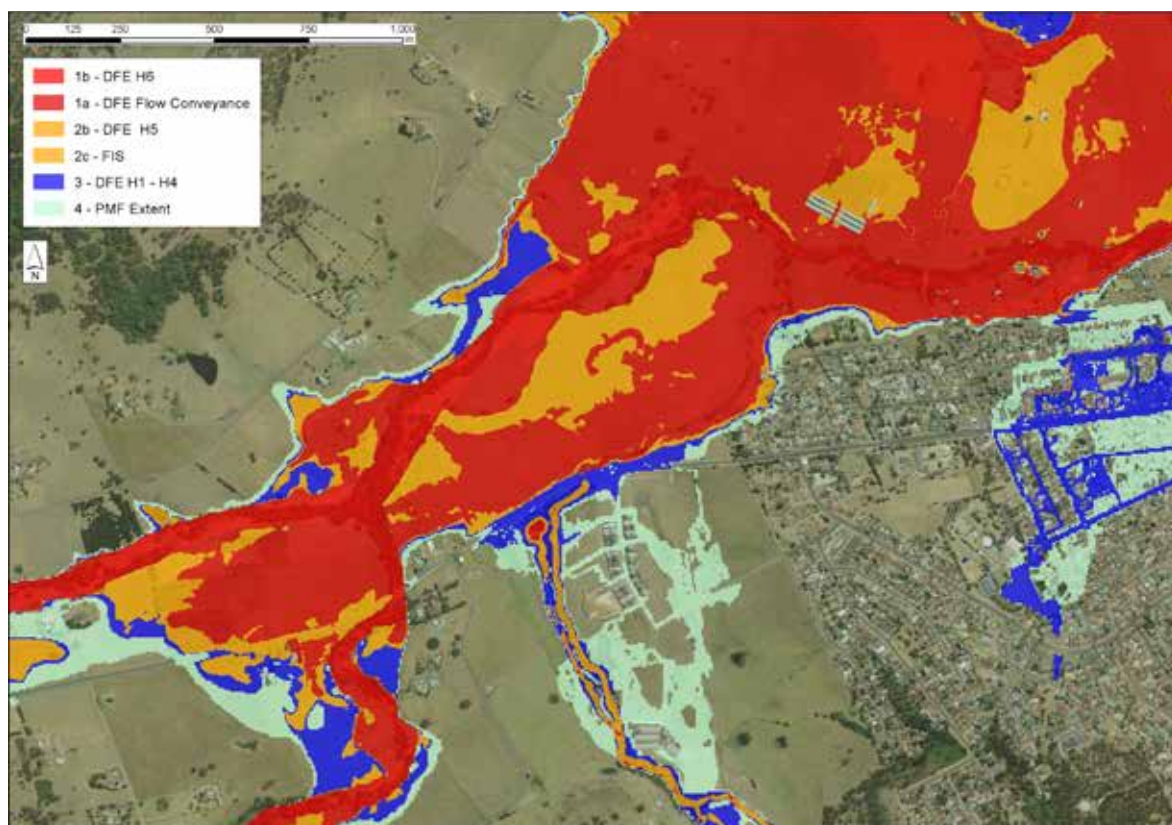 0 125 250 500 750 1,000
m
1b - DFE H6
1a - DFE Flow Conveyance
2b - DFE H5
2c - FIS
3 - DFE H1 - H4
4 - PMF Extent
N